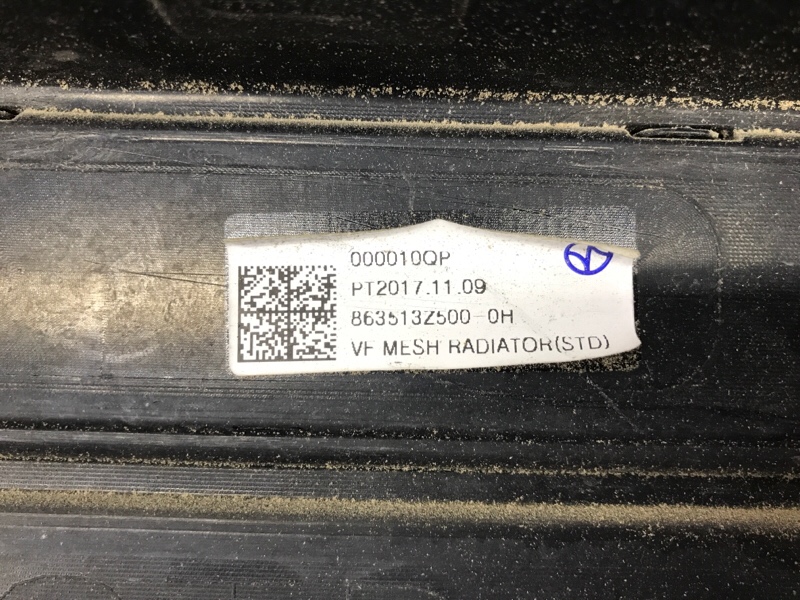 000010QP
PT2017.11.09
863513Z500 0H
VF MESH RADIATOR(STD)